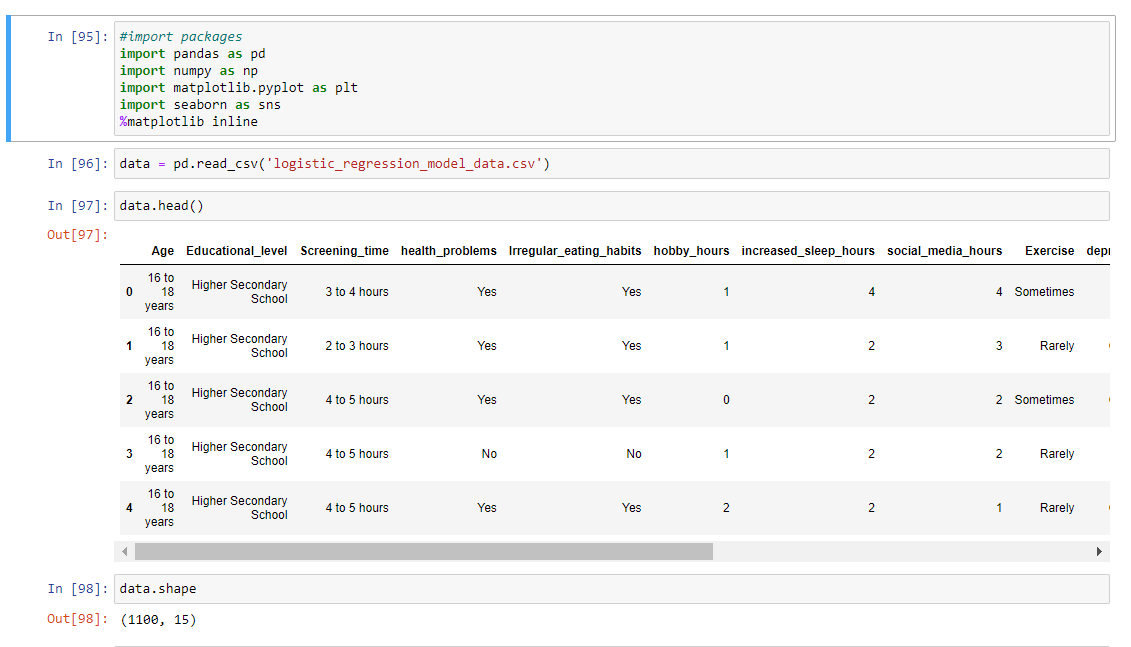 In [95]: #import packages
import pandas as pd
import numpy as np
import matplotlib.pyplot as plt
import seaborn as sns
%matplotlib inline
In [96]: data = pd.read_csv('logistic_regression_model_data.csv')
In [97]: data.head()
Out[97]:
Age Educational_level Screening_time health_problems Irregular_eating_habits hobby_hours increased_sleep_hours social_media_hours Exercise depr
0 16 to 18 years Higher Secondary School 3 to 4 hours Yes Yes 1 4 4 Sometimes
1 16 to 18 years Higher Secondary School 2 to 3 hours Yes Yes 1 2 3 Rarely
2 16 to 18 years Higher Secondary School 4 to 5 hours Yes Yes 0 2 2 Sometimes
3 16 to 18 years Higher Secondary School 4 to 5 hours No No 1 2 2 Rarely
4 16 to 18 years Higher Secondary School 4 to 5 hours Yes Yes 2 2 1 Rarely
In [98]: data.shape
Out[98]: (1100, 15)